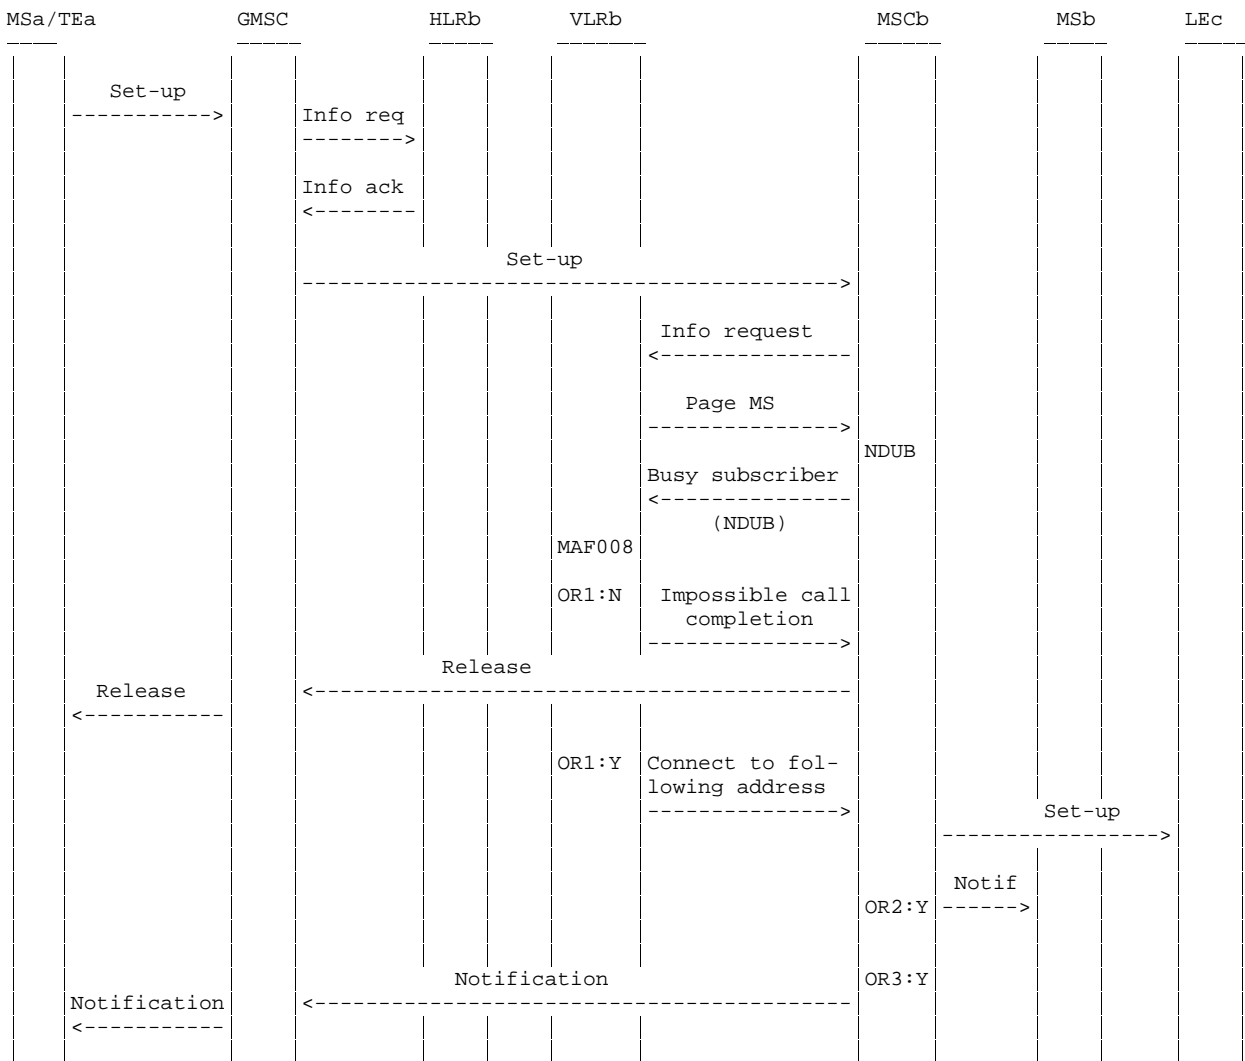 MSa/TEa GMSC HLRb VLRb MSCb MSb LEc
Set-up
----------->
Info req
-------->
Info ack
<--------
Set-up
------------------------------------------>
Info request
<---------------
Page MS
--------------->
NDUB
Busy subscriber
<---------------
(NDUB)
MAF008
OR1:N Impossible call
completion
--------------->
Release
Release <------------------------------------------
<-----------
OR1:Y Connect to fol-
lowing address
---------------> Set-up
----------------->
Notif
OR2:Y ------>
Notification OR3:Y
Notification <------------------------------------------
<-----------